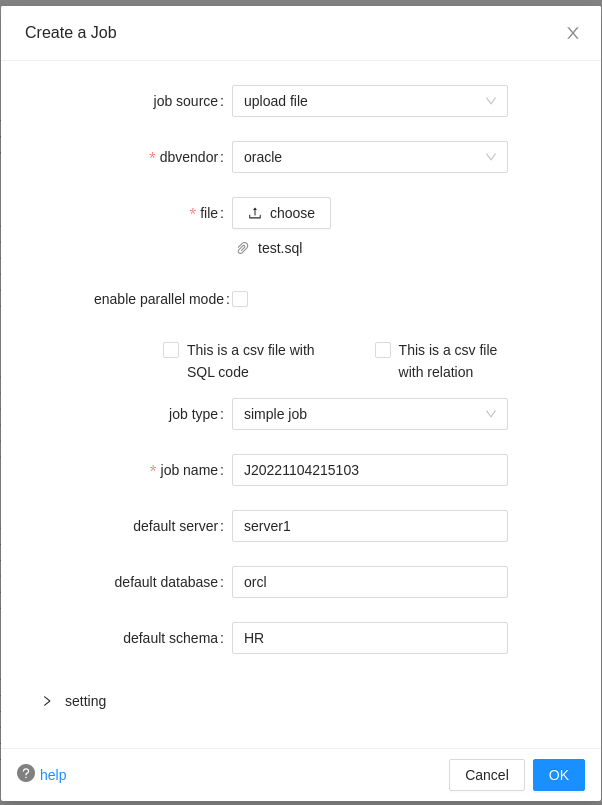 Create a Job
job source: upload file
* dbvendor: oracle
* file: choose
test.sql
enable parallel mode:
This is a csv file with
SQL code
This is a csv file
with relation
job type: simple job
* job name: J20221104215103
default server: server1
default database: orcl
default schema: HR
setting
? help
Cancel
OK